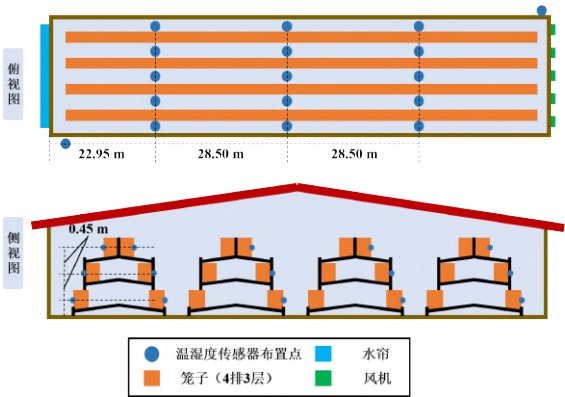 俯视图
22.95 m
28.50 m
28.50 m
侧视图
0.45 m
温湿度传感器布置点
水帘
笼子（4排3层）
风机